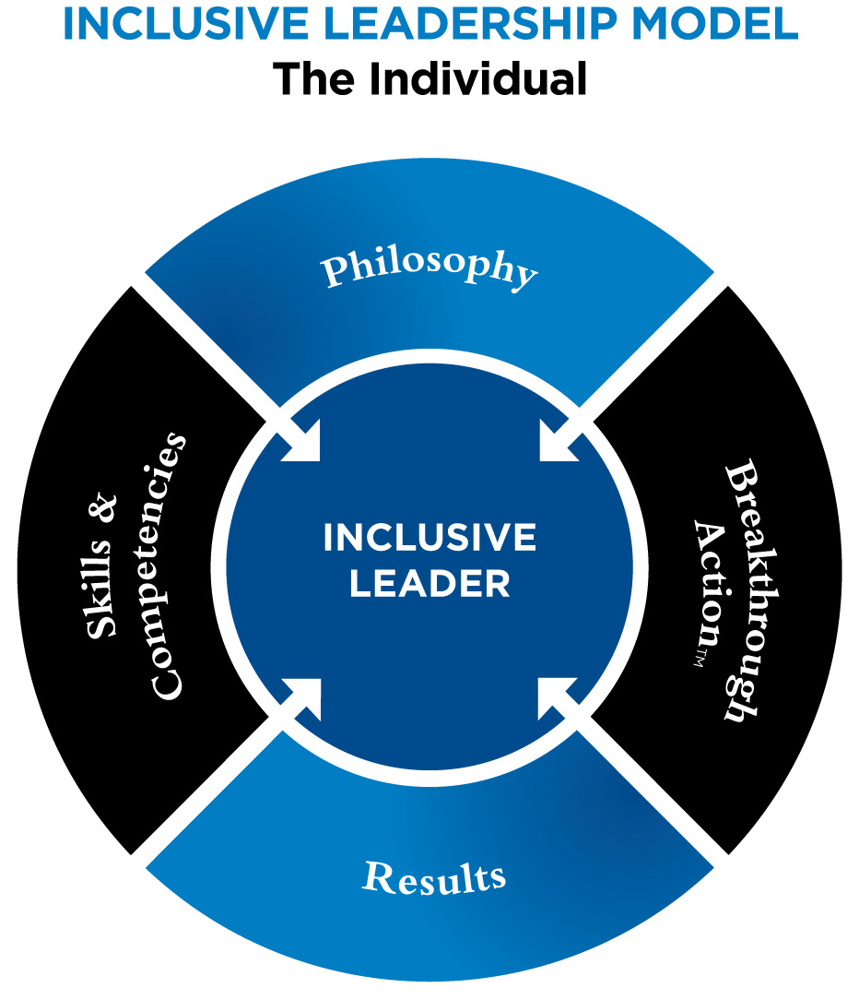 INCLUSIVE LEADERSHIP MODEL
The Individual
Philosophy
Skills &
Competencies
INCLUSIVE
LEADER
Breakthrough
Action™
Results